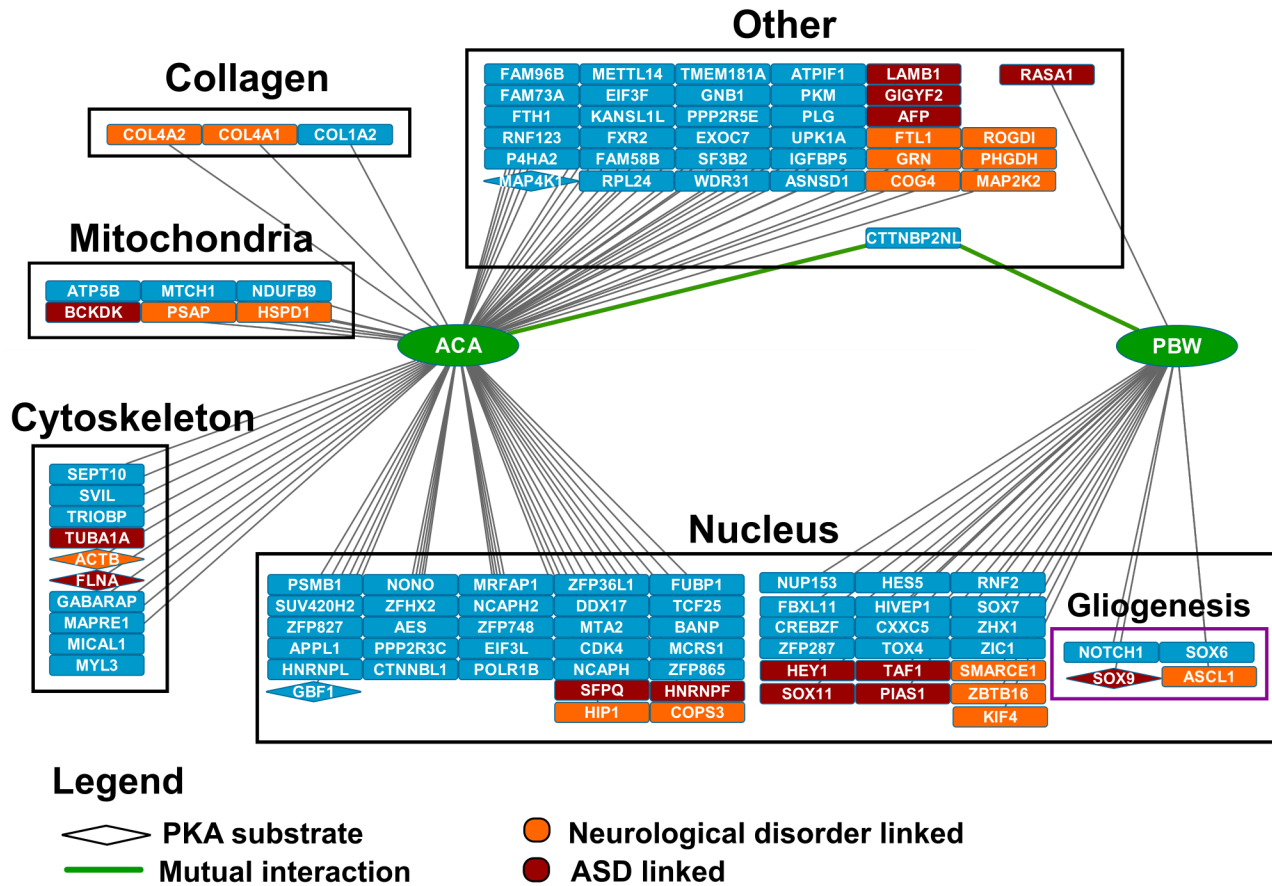 Other
Collagen
FAM96B METTL14 TMEM181A ATPIF1 LAMB1 RASA1
FAM73A EIF3F GNB1 PKM GIGYF2
FTH1 KANSL1L PPP2R5E PLG AFP
RNF123 FXR2 EXOC7 UPK1A FTL1 ROGDI
P4HA2 FAM58B SF3B2 IGFBP5 GRN PHGDH
MAP4K1 RPL24 WDR31 ASNSD1 COG4 MAP2K2
COL4A2 COL4A1 COL1A2
CTTNBP2NL
Mitochondria
ATP5B MTCH1 NDUFB9
BCKDK PSAP HSPD1
ACA PBW
Cytoskeleton
SEPT10
SVIL
TRIOBP
TUBA1A
ACTB
FLNA
GABARAP
MAPRE1
MICAL1
MYL3
Nucleus
PSMB1 NONO MRFAP1 ZFP36L1 FUBP1
SUV420H2 ZFHX2 NCAPH2 DDX17 TCF25
ZFP827 AES ZFP748 MTA2 BANP
APPL1 PPP2R3C EIF3L CDK4 MCRS1
HNRNPL CTNNBL1 POLR1B NCAPH ZFP865
GBF1 SFPQ HNRNPF
HIP1 COPS3
NUP153 HES5 RNF2
FBXL11 HIVEP1 SOX7
CREBZF CXXC5 ZHX1
ZFP287 TOX4 ZIC1
HEY1 TAF1 SMARCE1
SOX11 PIAS1 ZBTB16
KIF4
Gliogenesis
NOTCH1 SOX6
SOX9 ASCL1
Legend
PKA substrate
Mutual interaction
Neurological disorder linked
ASD linked